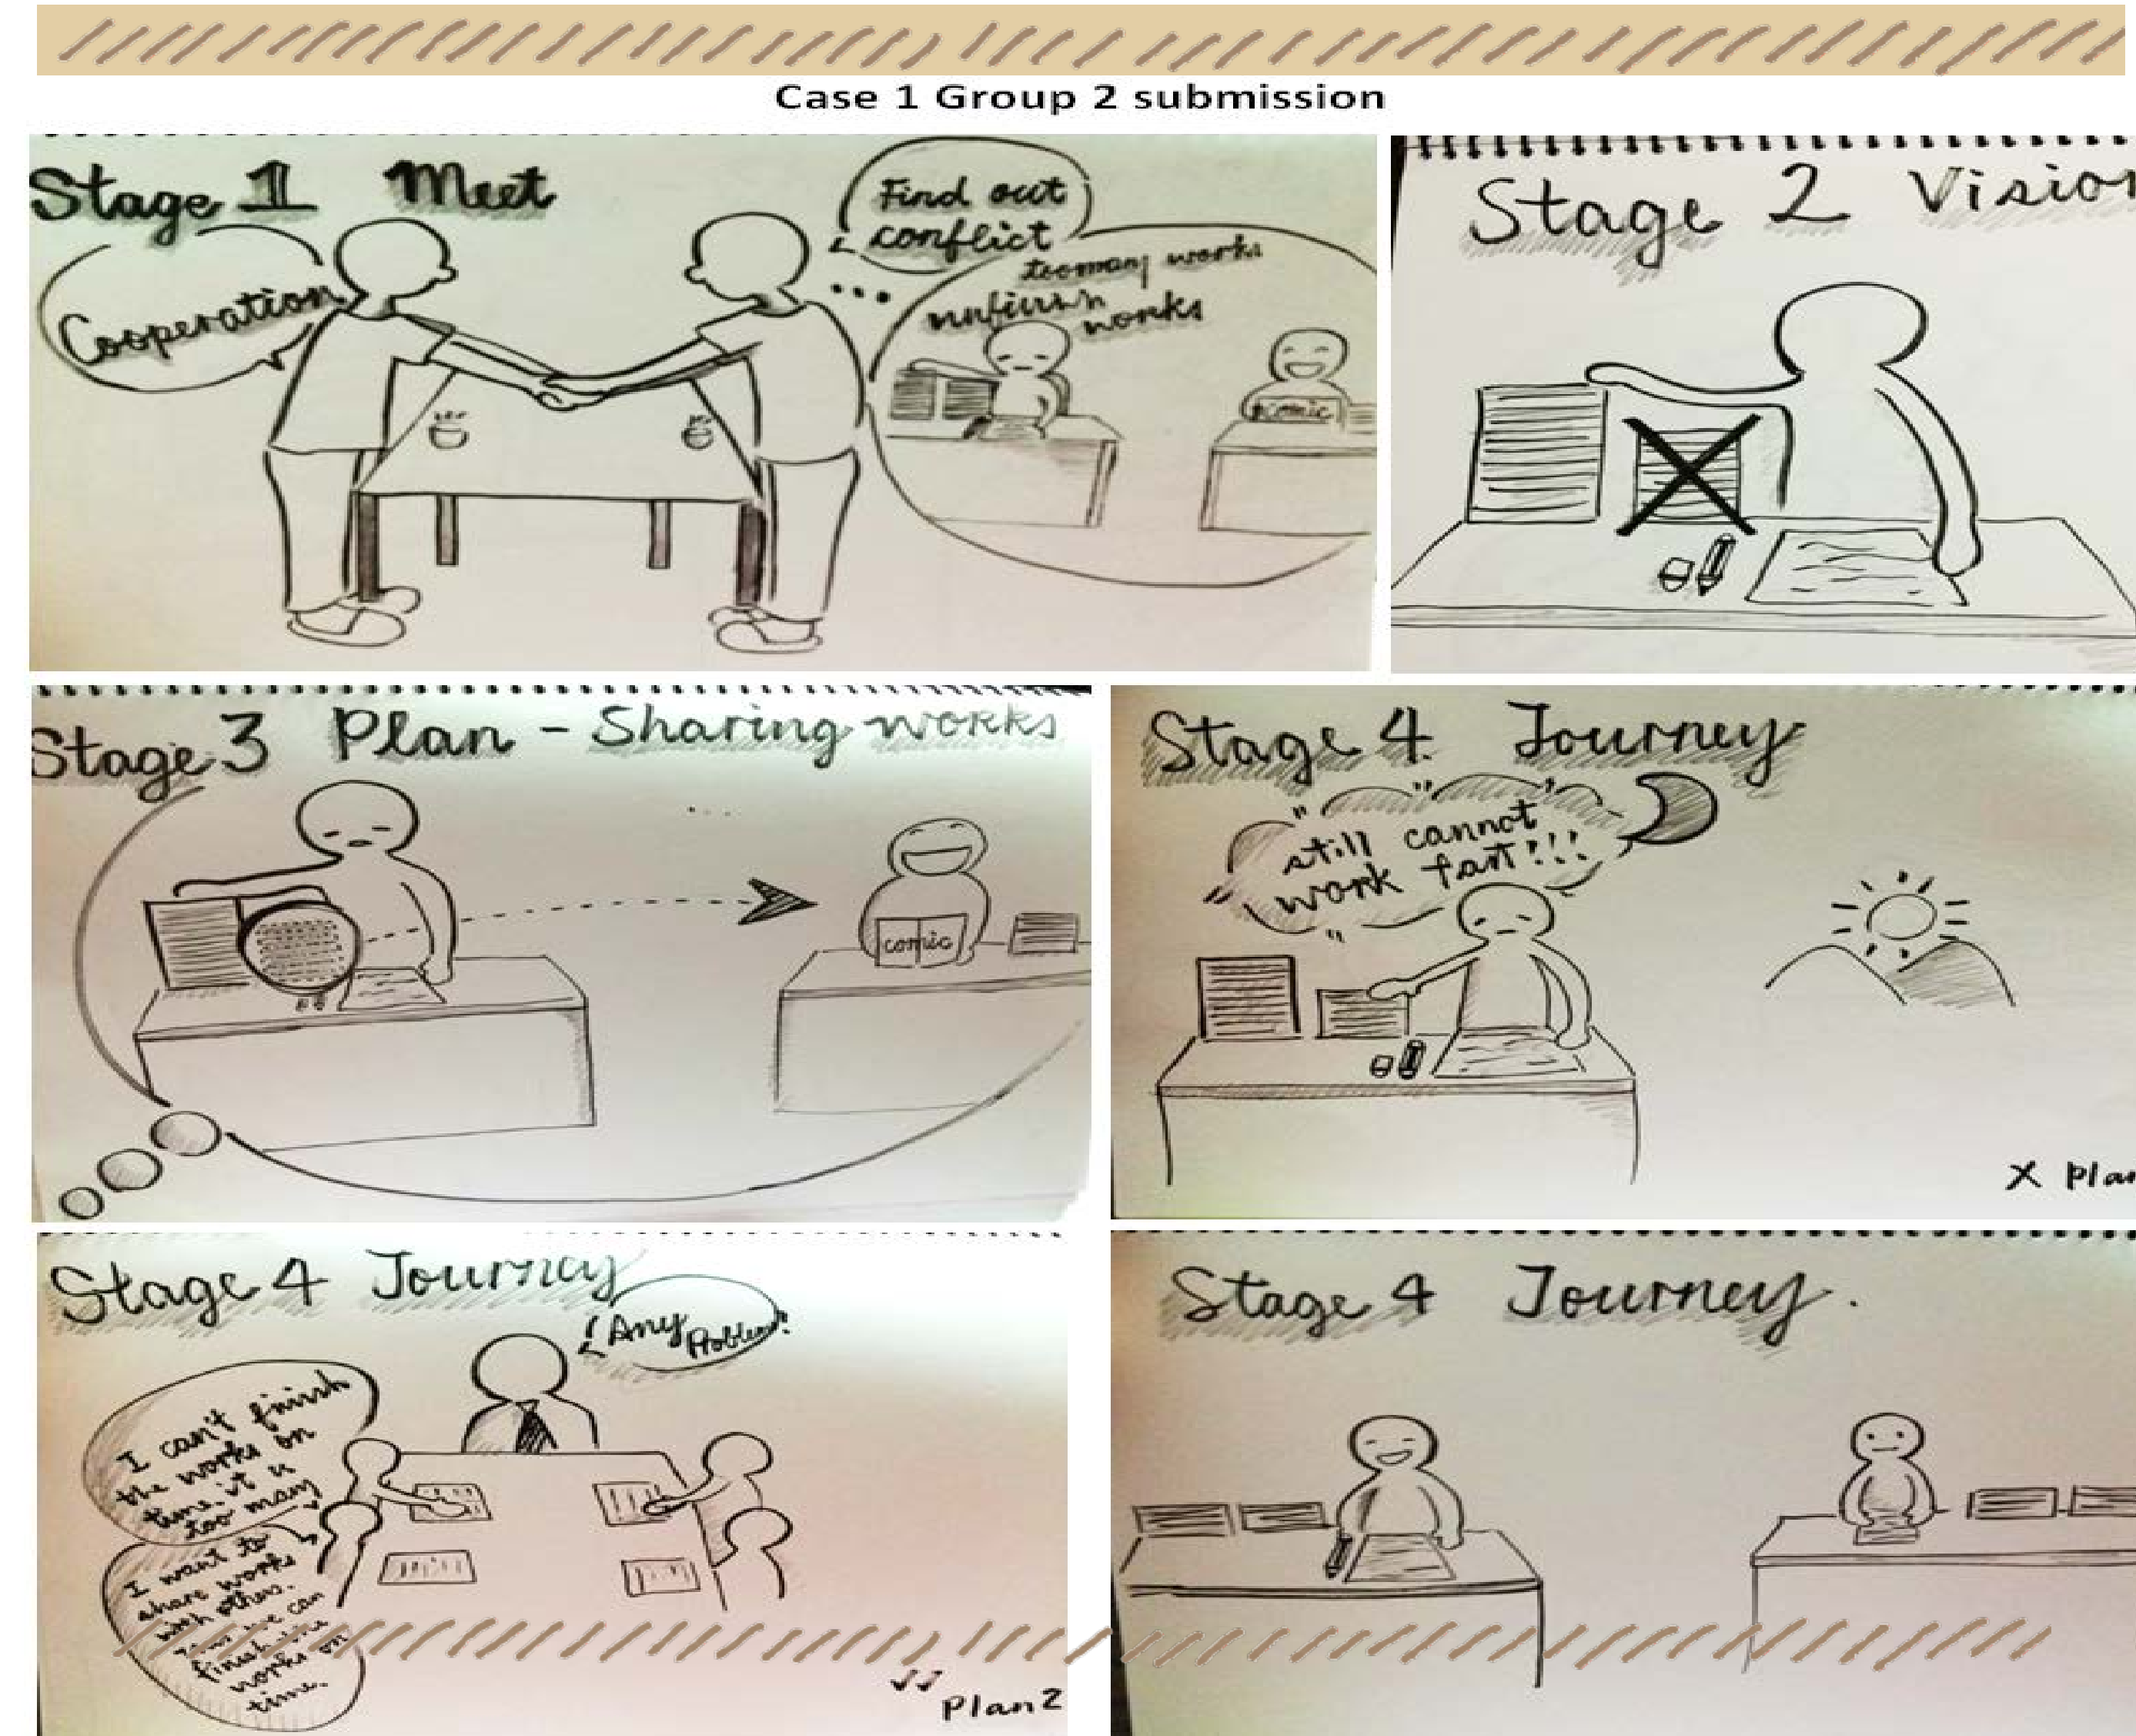 Case 1 Group 2 submission
Stage 1 Meet
Cooperation
Find out
conflict
too many works
unfinish
works
comic
Stage 2 Vision
Stage 3 Plan - Sharing works
comic
Stage 4 Journey
still cannot
work fast!!!
X Plan
Stage 4 Journey
Any
Problem?
I can't finish
the works on
time, it is
too many
I want to
share works
with others.
we can
finish the
works on
time.
✓✓
Plan 2
Stage 4 Journey.